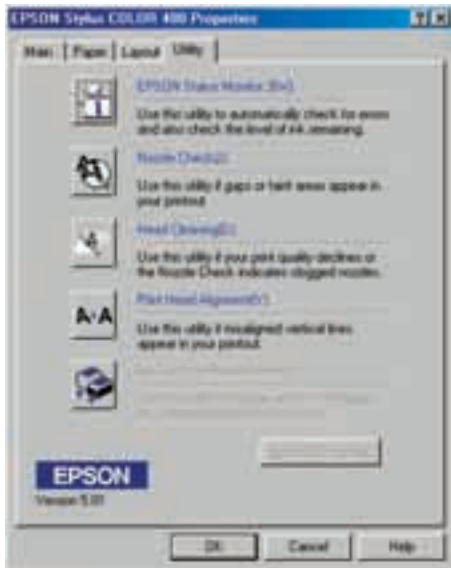 EPSON Stylus COLOR 400 Properties
Main Paper Layout Utility
EPSON Status Monitor
Use this utility to automatically check for errors
and also check the level of ink remaining.
Nozzle Check
Use this utility if gaps or faint areas appear in
your printout.
Head Cleaning
Use this utility if your print quality declines or
the Nozzle Check indicates clogged nozzles.
Print Head Alignment
Use this utility if misaligned vertical lines
appear in your printout.
EPSON
Version
OK Cancel Help